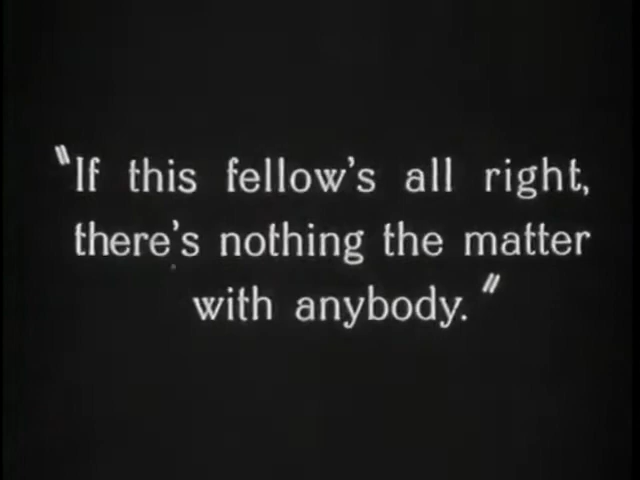 "If this fellow's all right,
there's nothing the matter
with anybody."